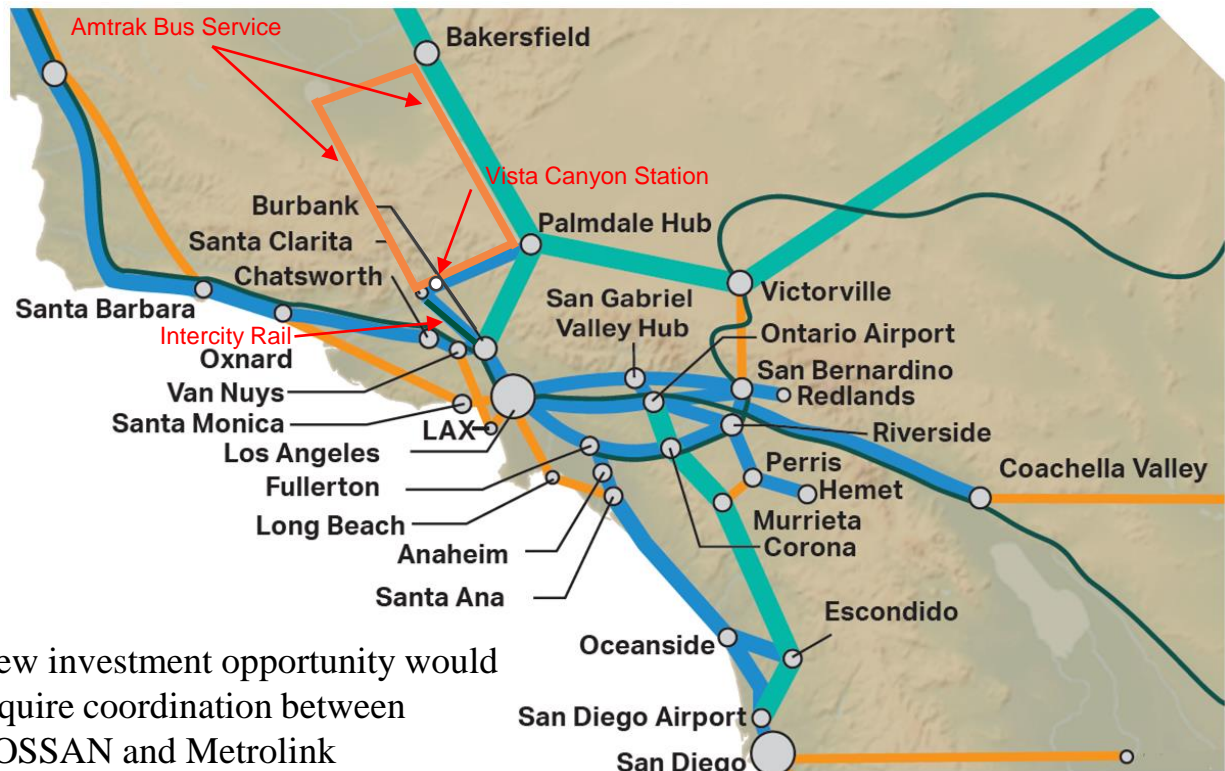 Amtrak Bus Service
Bakersfield
Vista Canyon Station
Burbank
Palmdale Hub
Santa Clarita
Chatsworth
Santa Barbara
San Gabriel
Valley Hub
Victorville
Intercity Rail
Ontario Airport
Oxnard
San Bernardino
Van Nuys
Redlands
Santa Monica
LAX
Riverside
Los Angeles
Perris
Coachella Valley
Fullerton
Hemet
Long Beach
Murrieta
Anaheim
Corona
Santa Ana
Escondido
Oceanside
ew investment opportunity would
quire coordination between
OSSAN and Metrolink
San Diego Airport
San Diego